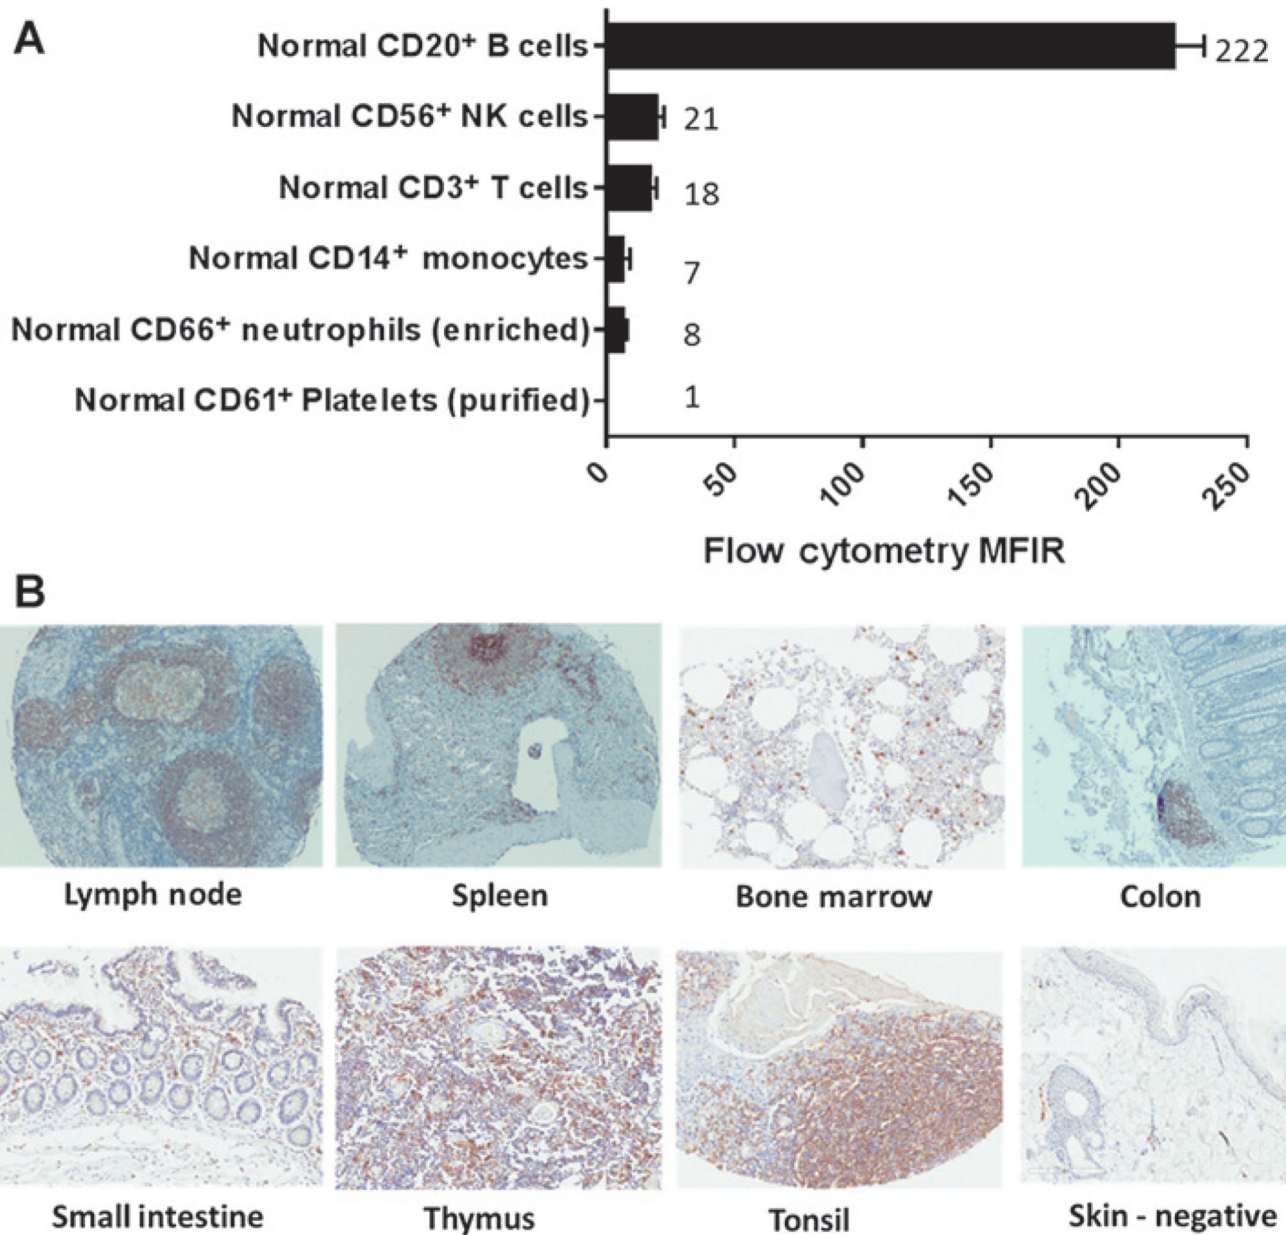 A
Normal CD20+ B cells 222
Normal CD56+ NK cells 21
Normal CD3+ T cells 18
Normal CD14+ monocytes 7
Normal CD66+ neutrophils (enriched) 8
Normal CD61+ Platelets (purified) 1
0 50 100 150 200 250
Flow cytometry MFIR
B
Lymph node Spleen Bone marrow Colon
Small intestine Thymus Tonsil Skin - negative